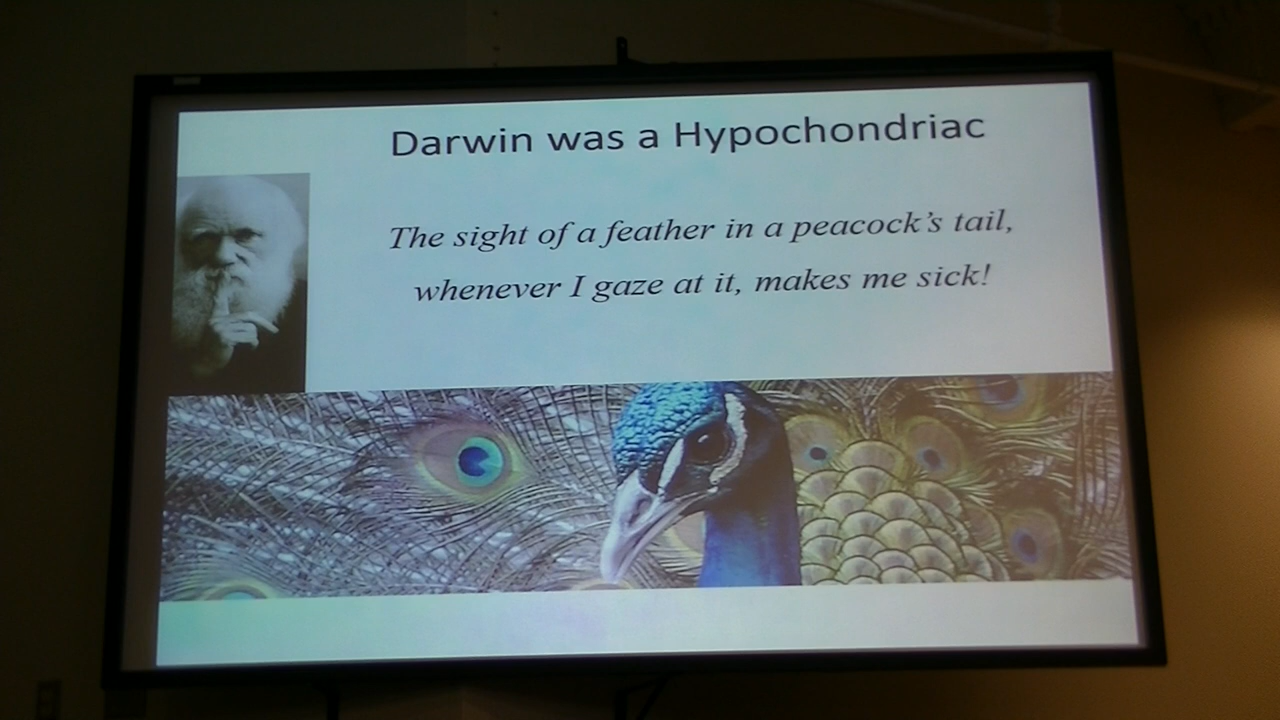 Darwin was a Hypochondriac
The sight of a feather in a peacock’s tail,
whenever I gaze at it, makes me sick!